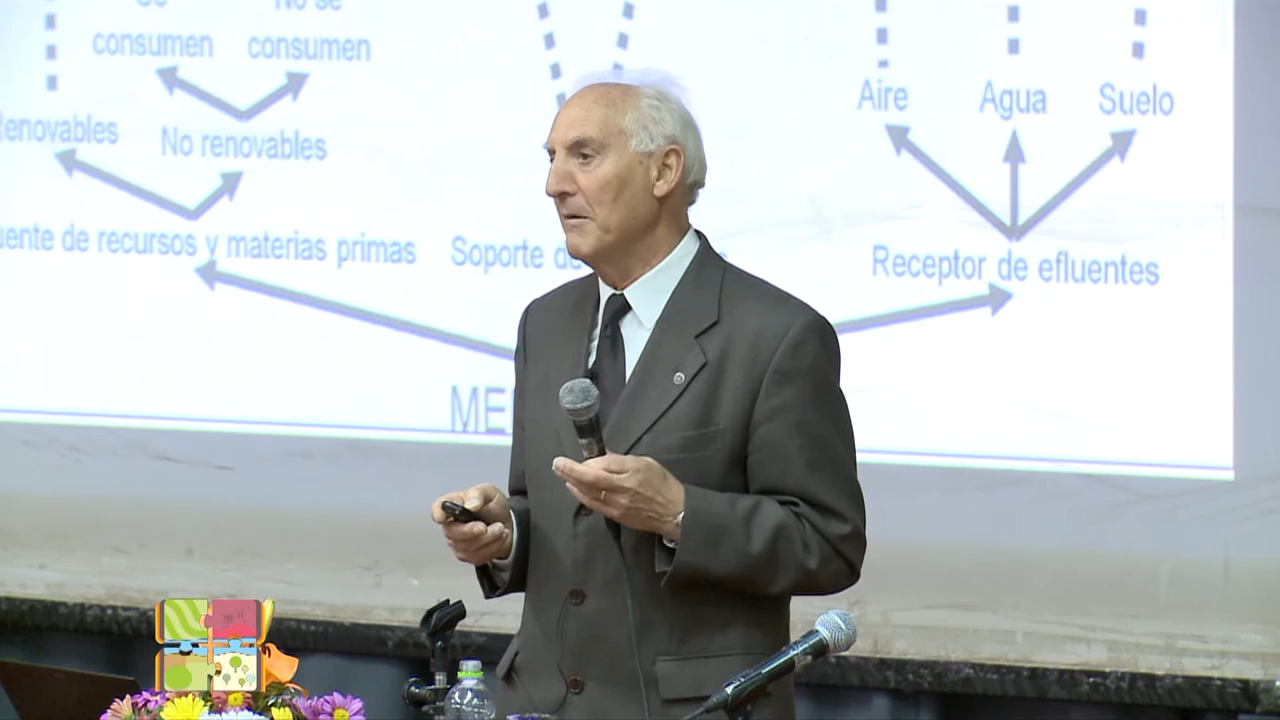 No se
consumen consumen
Aire Agua Suelo
Renovables No renovables
uente de recursos y materias primas Soporte de Receptor de efluentes
ME